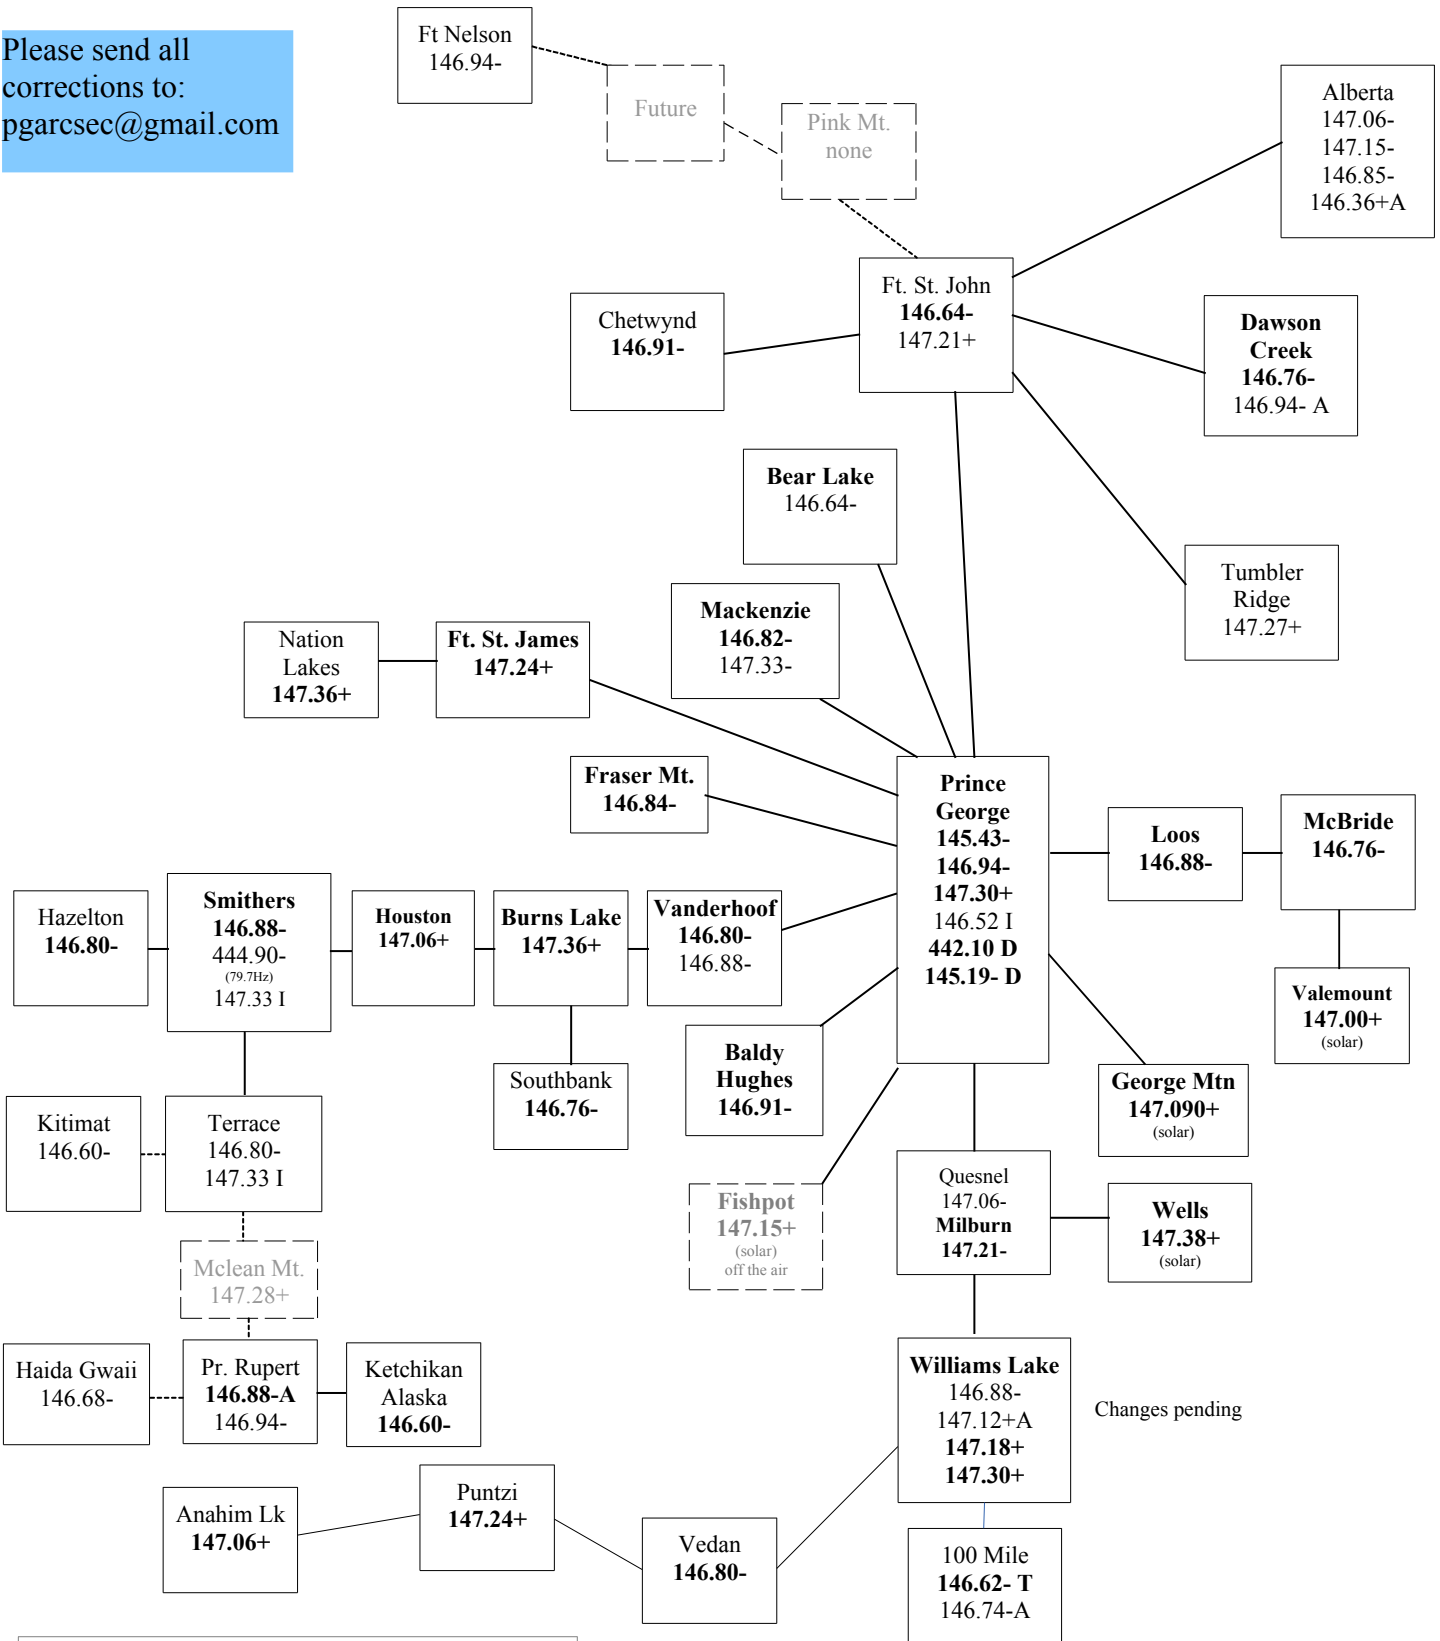 Please send all
corrections to:
pgarcsec@gmail.com
Ft Nelson
146.94-
Future
Pink Mt.
none
Alberta
147.06-
147.15-
146.85-
146.36+A
Ft. St. John
146.64-
147.21+
Chetwynd
146.91-
Dawson
Creek
146.76-
146.94- A
Bear Lake
146.64-
Tumbler
Ridge
147.27+
Mackenzie
146.82-
147.33-
Nation
Lakes
147.36+
Ft. St. James
147.24+
Fraser Mt.
146.84-
Prince
George
145.43-
146.94-
147.30+
146.52 I
442.10 D
145.19- D
Loos
146.88-
McBride
146.76-
Hazelton
146.80-
Smithers
146.88-
444.90-
(79.7Hz)
147.33 I
Houston
147.06+
Burns Lake
147.36+
Vanderhoof
146.80-
146.88-
Valemount
147.00+
(solar)
Baldy
Hughes
146.91-
Southbank
146.76-
George Mtn
147.090+
(solar)
Kitimat
146.60-
Terrace
146.80-
147.33 I
Fishpot
147.15+
(solar)
off the air
Quesnel
147.06-
Milburn
147.21-
Wells
147.38+
(solar)
Mclean Mt.
147.28+
Haida Gwaii
146.68-
Pr. Rupert
146.88-A
146.94-
Ketchikan
Alaska
146.60-
Williams Lake
146.88-
147.12+A
147.18+
147.30+
Changes pending
Anahim Lk
147.06+
Puntzi
147.24+
Vedan
146.80-
100 Mile
146.62- T
146.74-A